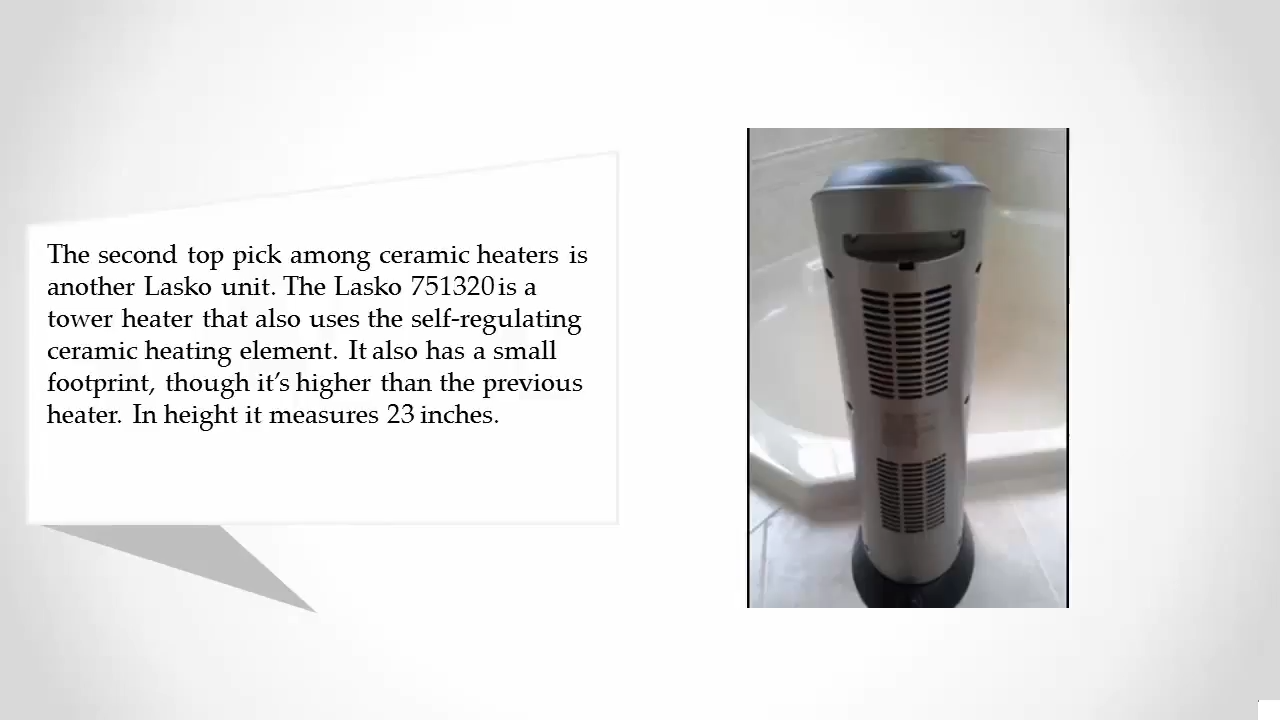 The second top pick among ceramic heaters is
another Lasko unit. The Lasko 751320 is a
tower heater that also uses the self-regulating
ceramic heating element. It also has a small
footprint, though it’s higher than the previous
heater. In height it measures 23 inches.